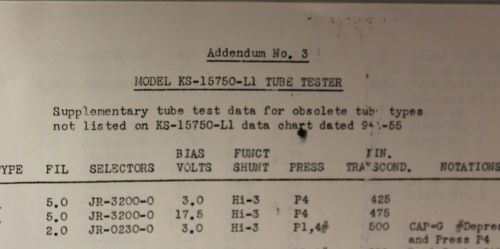 Addendum No. 3
MODEL KS-15750-L1 TUBE TESTER
Supplementary tube test data for obsolete tub types
not listed on KS-15750-L1 data chart dated -55
BIAS FUNCT MIN.
TYPE FIL SELECTORS VOLTS SHUNT PRESS TRANSCOND. NOTATIONS
5.0 JR-3200-0 3.0 Hi-3 P4 425
5.0 JR-3200-0 17.5 Hi-3 P4 475
2.0 JR-0230-0 3.0 Hi-3 P1,4# 500 CAP=G #Depre
and Press P4